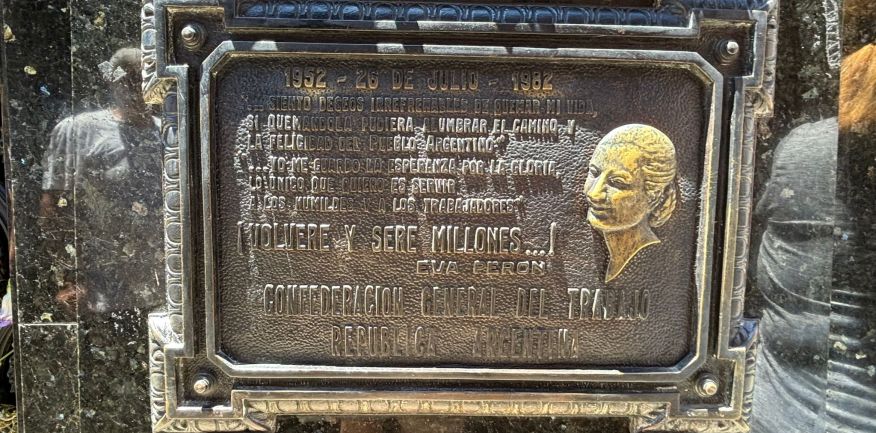 1952 - 26 DE JULIO - 1982
"... SIENTO DESEOS IRREFRENABLES DE QUEMAR MI VIDA,
SI QUEMANDOLA PUDIERA ALUMBRAR EL CAMINO Y
LA FELICIDAD DEL PUEBLO ARGENTINO"
"... YO ME GUARDO LA ESPERANZA POR LA GLORIA,
LO UNICO QUE QUIERO ES SERVIR
A LOS HUMILDES Y A LOS TRABAJADORES"
¡VOLVERE Y SERE MILLONES...!
EVA PERON
CONFEDERACION GENERAL DEL TRABAJO
REPUBLICA ARGENTINA